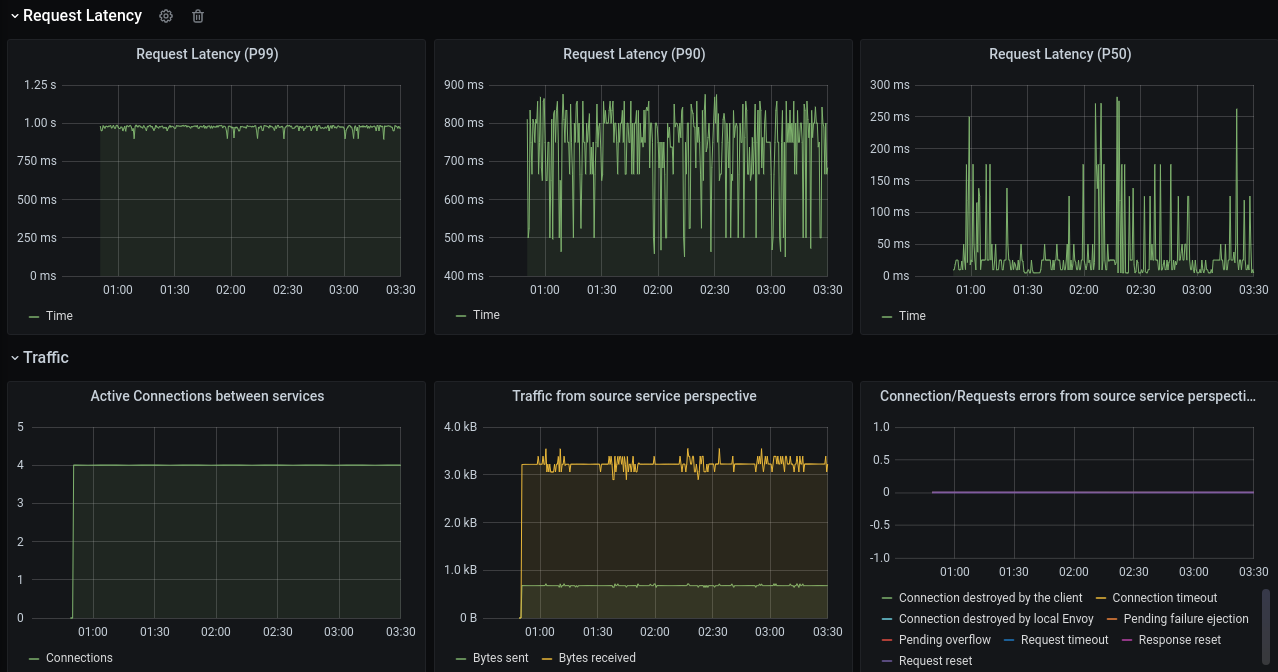 Request Latency
Request Latency (P99)
1.25 s
1.00 s
750 ms
500 ms
250 ms
0 ms
01:00 01:30 02:00 02:30 03:00 03:30
Time
Request Latency (P90)
900 ms
800 ms
700 ms
600 ms
500 ms
400 ms
01:00 01:30 02:00 02:30 03:00 03:30
Time
Request Latency (P50)
300 ms
250 ms
200 ms
150 ms
100 ms
50 ms
0 ms
01:00 01:30 02:00 02:30 03:00 03:30
Time
Traffic
Active Connections between services
5
4
3
2
1
0
01:00 01:30 02:00 02:30 03:00 03:30
Connections
Traffic from source service perspective
4.0 kB
3.0 kB
2.0 kB
1.0 kB
0 B
01:00 01:30 02:00 02:30 03:00 03:30
Bytes sent Bytes received
Connection/Requests errors from source service perspecti...
1.0
0.5
0
-0.5
-1.0
01:00 01:30 02:00 02:30 03:00 03:30
Connection destroyed by the client Connection timeout
Connection destroyed by local Envoy Pending failure ejection
Pending overflow Request timeout Response reset
Request reset